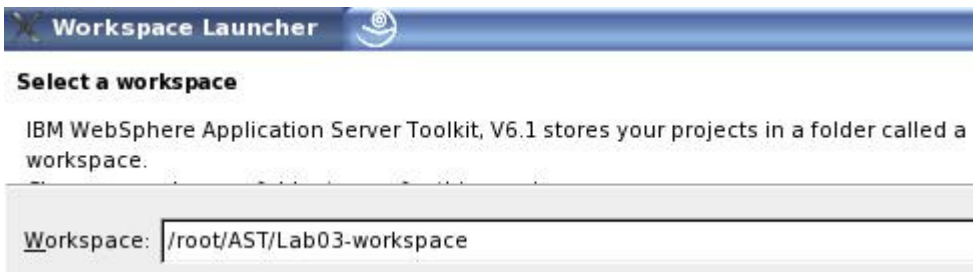 Workspace Launcher
Select a workspace
IBM WebSphere Application Server Toolkit, V6.1 stores your projects in a folder called a
workspace.
Workspace: /root/AST/Lab03-workspace